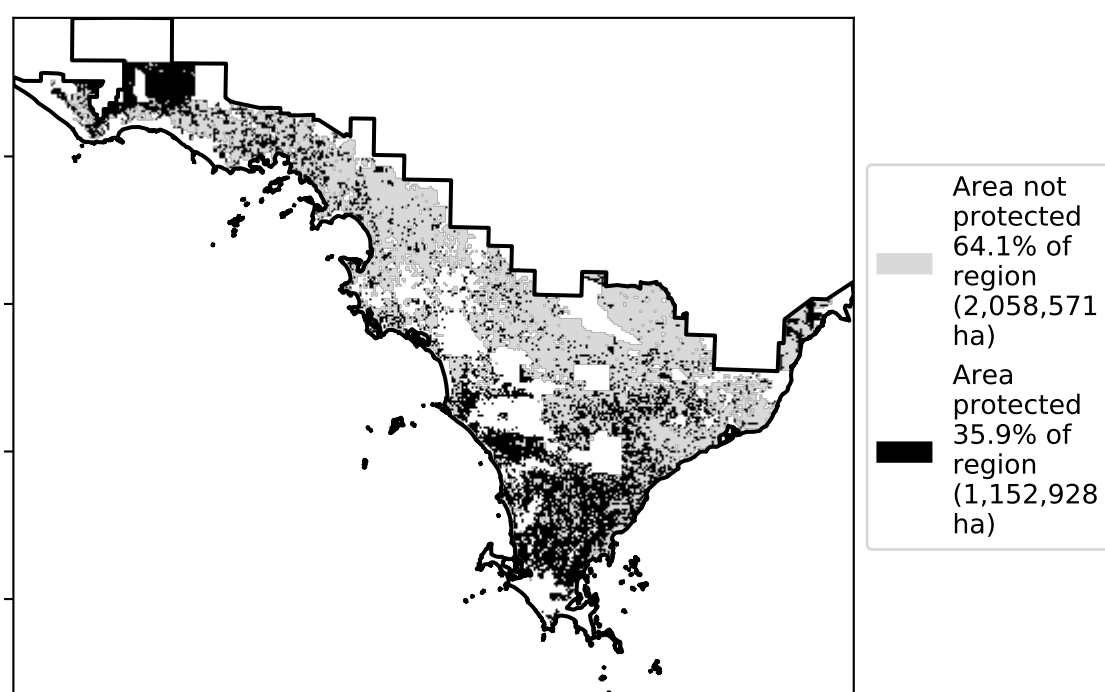 Area not
protected
64.1% of
region
(2,058,571
ha)
Area
protected
35.9% of
region
(1,152,928
ha)